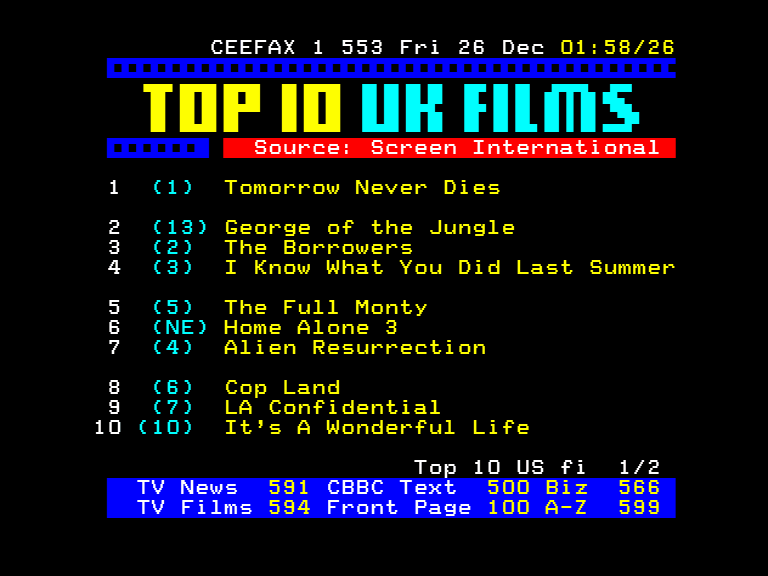 CEEFAX 1 553 Fri 26 Dec 01:58/26
TOP 10 UK FILMS
Source: Screen International
1 (1) Tomorrow Never Dies
2 (13) George of the Jungle
3 (2) The Borrowers
4 (3) I Know What You Did Last Summer
5 (5) The Full Monty
6 (NE) Home Alone 3
7 (4) Alien Resurrection
8 (6) Cop Land
9 (7) LA Confidential
10 (10) It's A Wonderful Life
Top 10 US fi 1/2
TV News 591 CBBC Text 500 Biz 566
TV Films 594 Front Page 100 A-Z 599